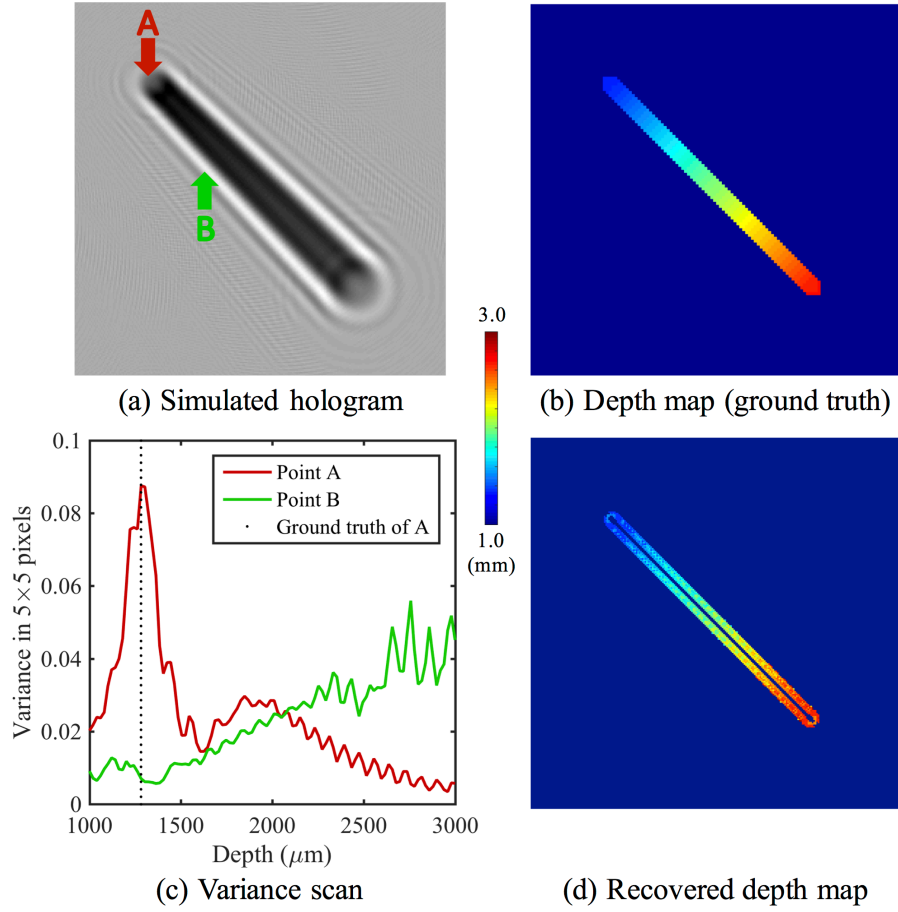 A
B
(a) Simulated hologram
(b) Depth map (ground truth)
3.0
1.0
(mm)
0.1
0.08
0.06
0.04
0.02
0
Variance in 5×5 pixels
Point A
Point B
Ground truth of A
1000 1500 2000 2500 3000
Depth (μm)
(c) Variance scan
(d) Recovered depth map